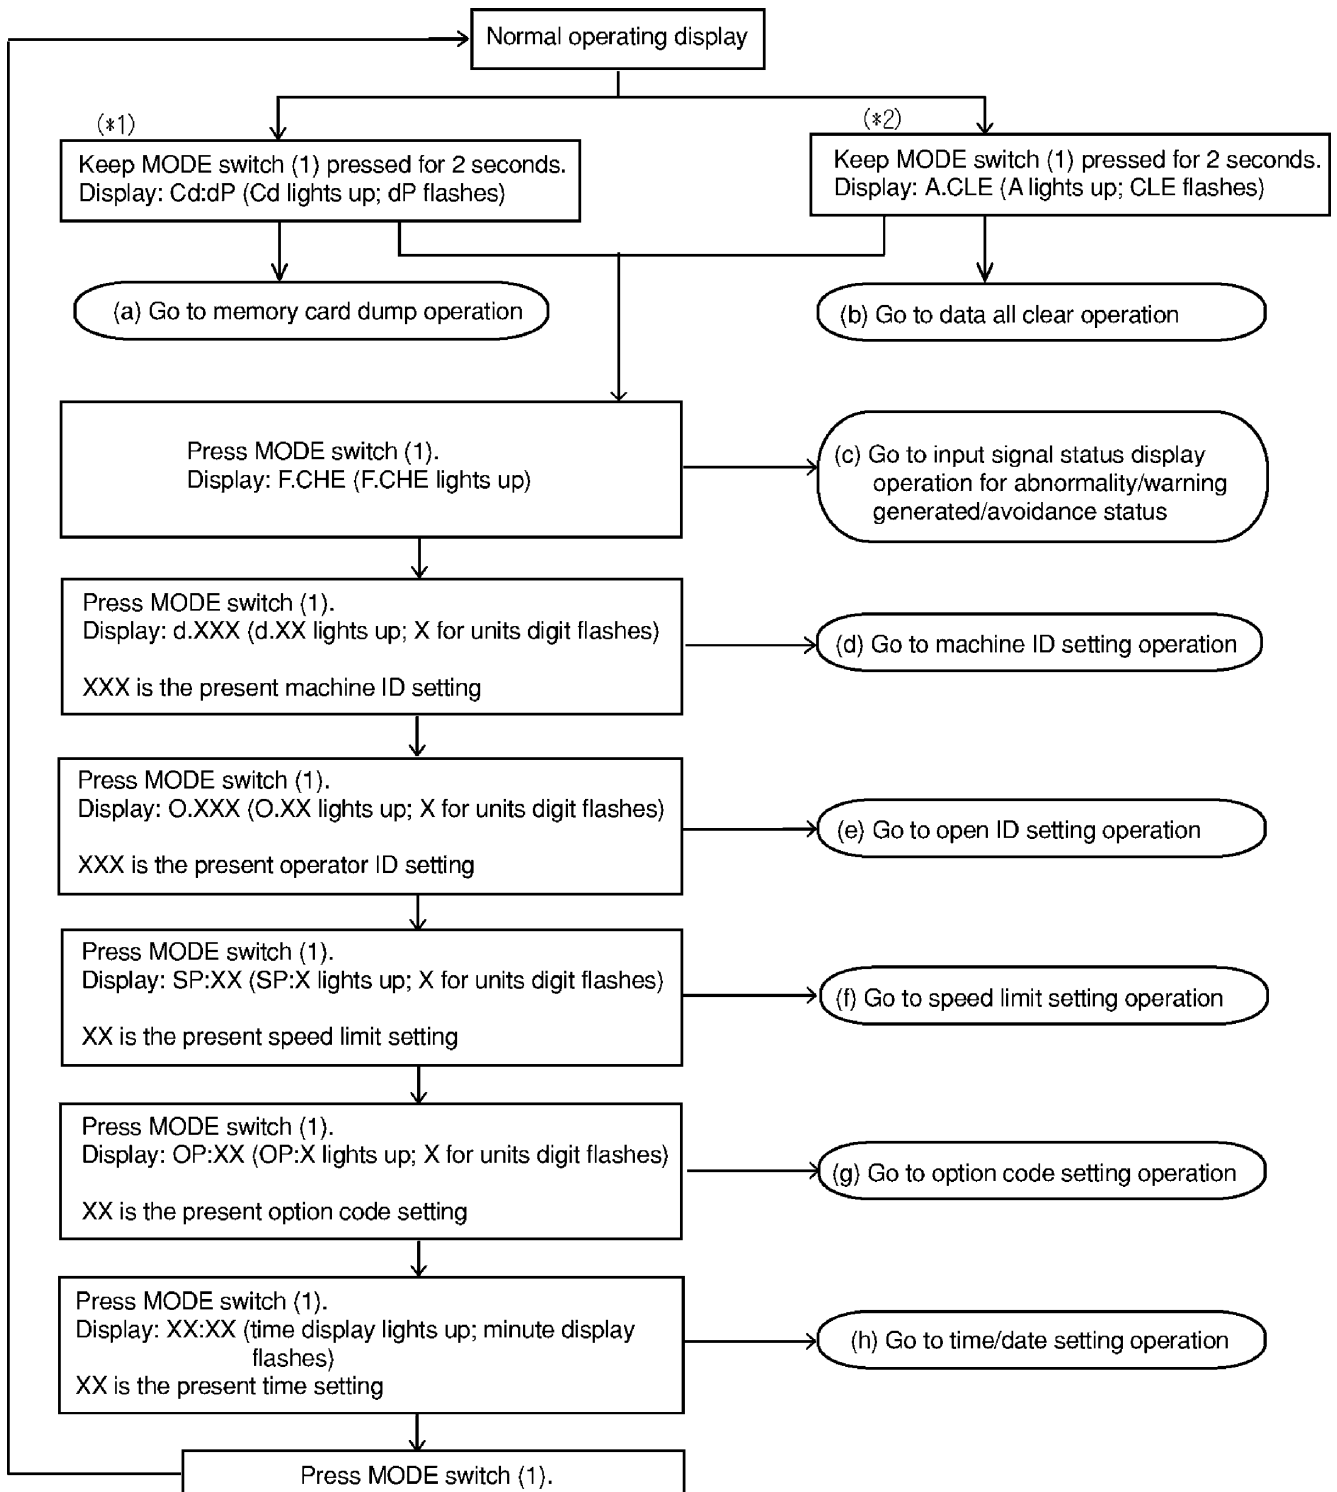 Normal operating display
(*1)
Keep MODE switch (1) pressed for 2 seconds.
Display: Cd:dP (Cd lights up; dP flashes)
(*2)
Keep MODE switch (1) pressed for 2 seconds.
Display: A.CLE (A lights up; CLE flashes)
(a) Go to memory card dump operation
(b) Go to data all clear operation
Press MODE switch (1).
Display: F.CHE (F.CHE lights up)
(c) Go to input signal status display
operation for abnormality/warning
generated/avoidance status
Press MODE switch (1).
Display: d.XXX (d.XX lights up; X for units digit flashes)
XXX is the present machine ID setting
(d) Go to machine ID setting operation
Press MODE switch (1).
Display: O.XXX (O.XX lights up; X for units digit flashes)
XXX is the present operator ID setting
(e) Go to open ID setting operation
Press MODE switch (1).
Display: SP:XX (SP:X lights up; X for units digit flashes)
XX is the present speed limit setting
(f) Go to speed limit setting operation
Press MODE switch (1).
Display: OP:XX (OP:X lights up; X for units digit flashes)
XX is the present option code setting
(g) Go to option code setting operation
Press MODE switch (1).
Display: XX:XX (time display lights up; minute display
flashes)
XX is the present time setting
(h) Go to time/date setting operation
Press MODE switch (1).